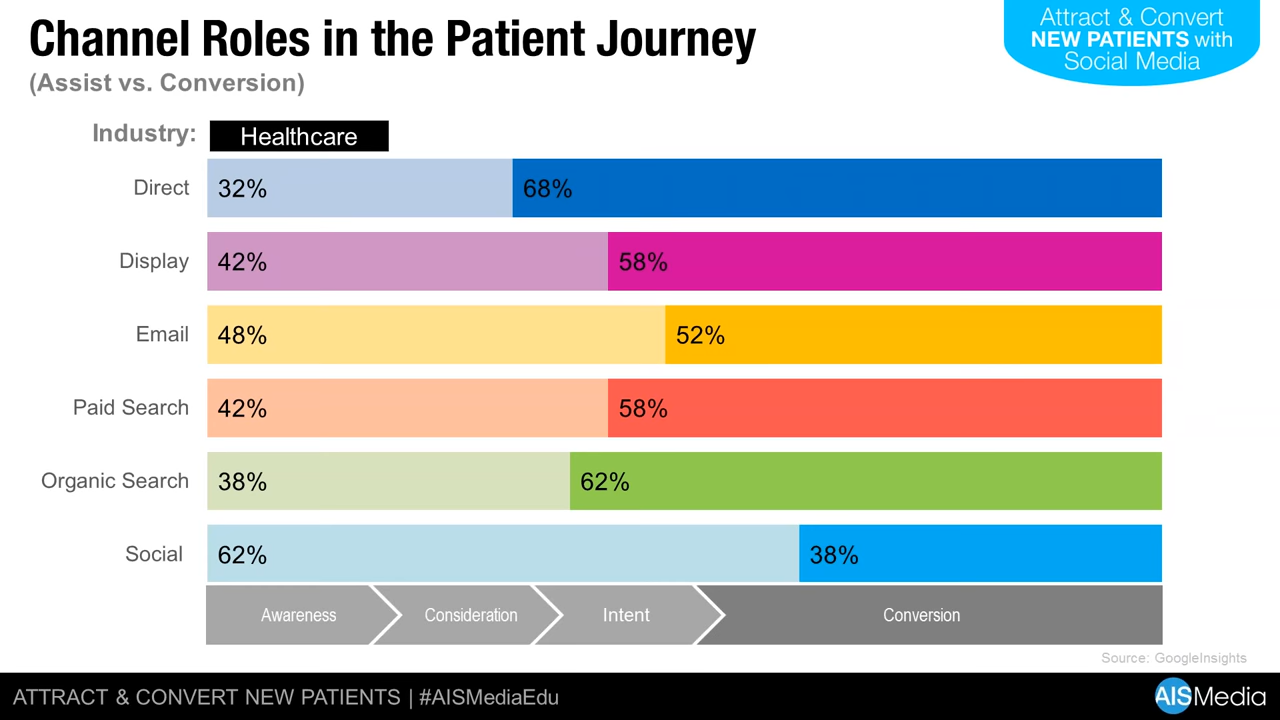 Channel Roles in the Patient Journey
(Assist vs. Conversion)
Attract & Convert
NEW PATIENTS with
Social Media
Industry: Healthcare
Direct 32% 68%
Display 42% 58%
Email 48% 52%
Paid Search 42% 58%
Organic Search 38% 62%
Social 62% 38%
Awareness Consideration Intent Conversion
Source: GoogleInsights
ATTRACT & CONVERT NEW PATIENTS | #AISMediaEdu
AISMedia